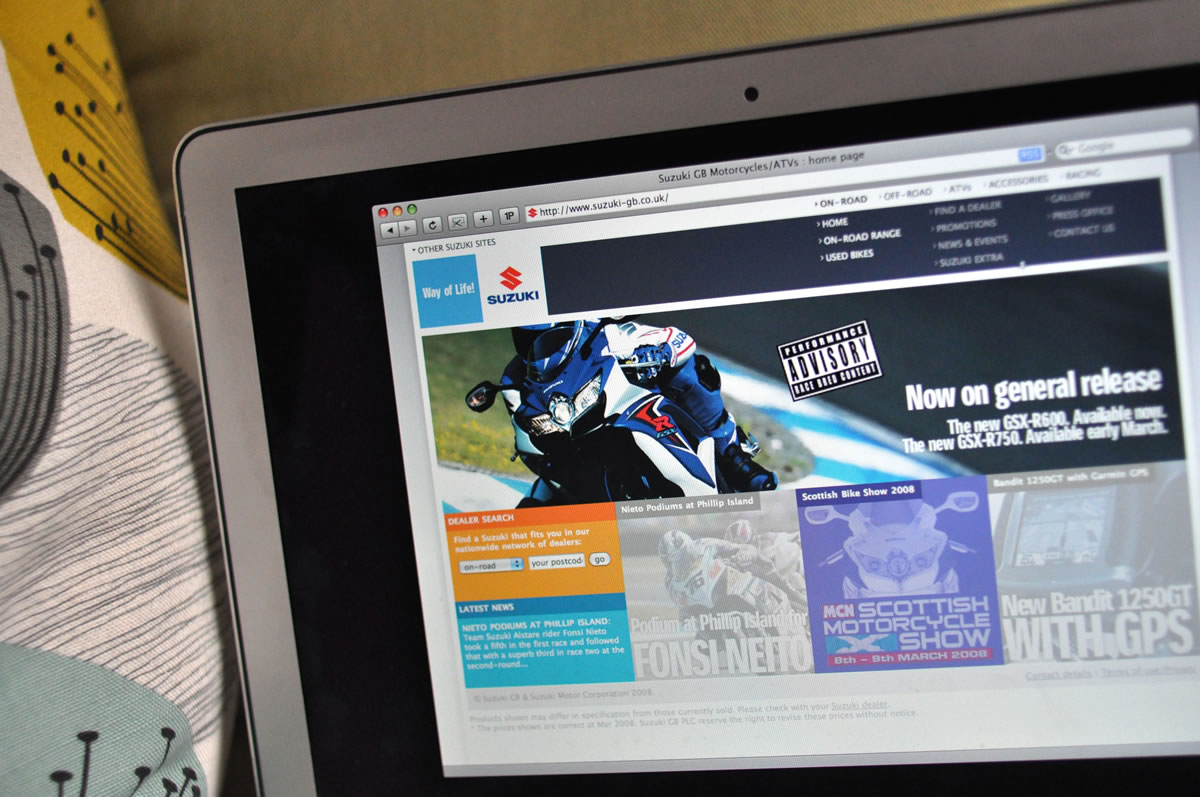 Suzuki GB Motorcycles/ATVs : home page
1P
http://www.suzuki-gb.co.uk/
RSS
Google
OTHER SUZUKI SITES
ON-ROAD
OFF-ROAD
ATVs
ACCESSORIES
RACING
HOME
ON-ROAD RANGE
USED BIKES
FIND A DEALER
PROMOTIONS
NEWS & EVENTS
SUZUKI EXTRA
GALLERY
PRESS OFFICE
CONTACT US
Way of Life!
SUZUKI
PERFORMANCE
ADVISORY
RACE BRED CONTENT
Now on general release
The new GSX-R600. Available now.
The new GSX-R750. Available early March.
DEALER SEARCH
Find a Suzuki that fits you in our
nationwide network of dealers:
on-road
your postcod
go
LATEST NEWS
NIETO PODIUMS AT PHILLIP ISLAND:
Team Suzuki Alstare rider Fonsi Nieto
took a fifth in the first race and followed
that with a superb third in race two at the
second-round...
Nieto Podiums at Phillip Island
Podium at Phillip Island for
FONSI NEITO
Scottish Bike Show 2008
MCN SCOTTISH
MOTORCYCLE
SHOW
8th - 9th MARCH 2008
Bandit 1250GT with Garmin GPS
New Bandit 1250GT
WITH GPS
Contact details | Terms of
© Suzuki GB & Suzuki Motor Corporation 2008.
Products shown may differ in specification from those currently sold. Please check with your Suzuki dealer.
* The prices shown are correct at Mar 2008. Suzuki GB PLC reserve the right to revise these prices without notice.